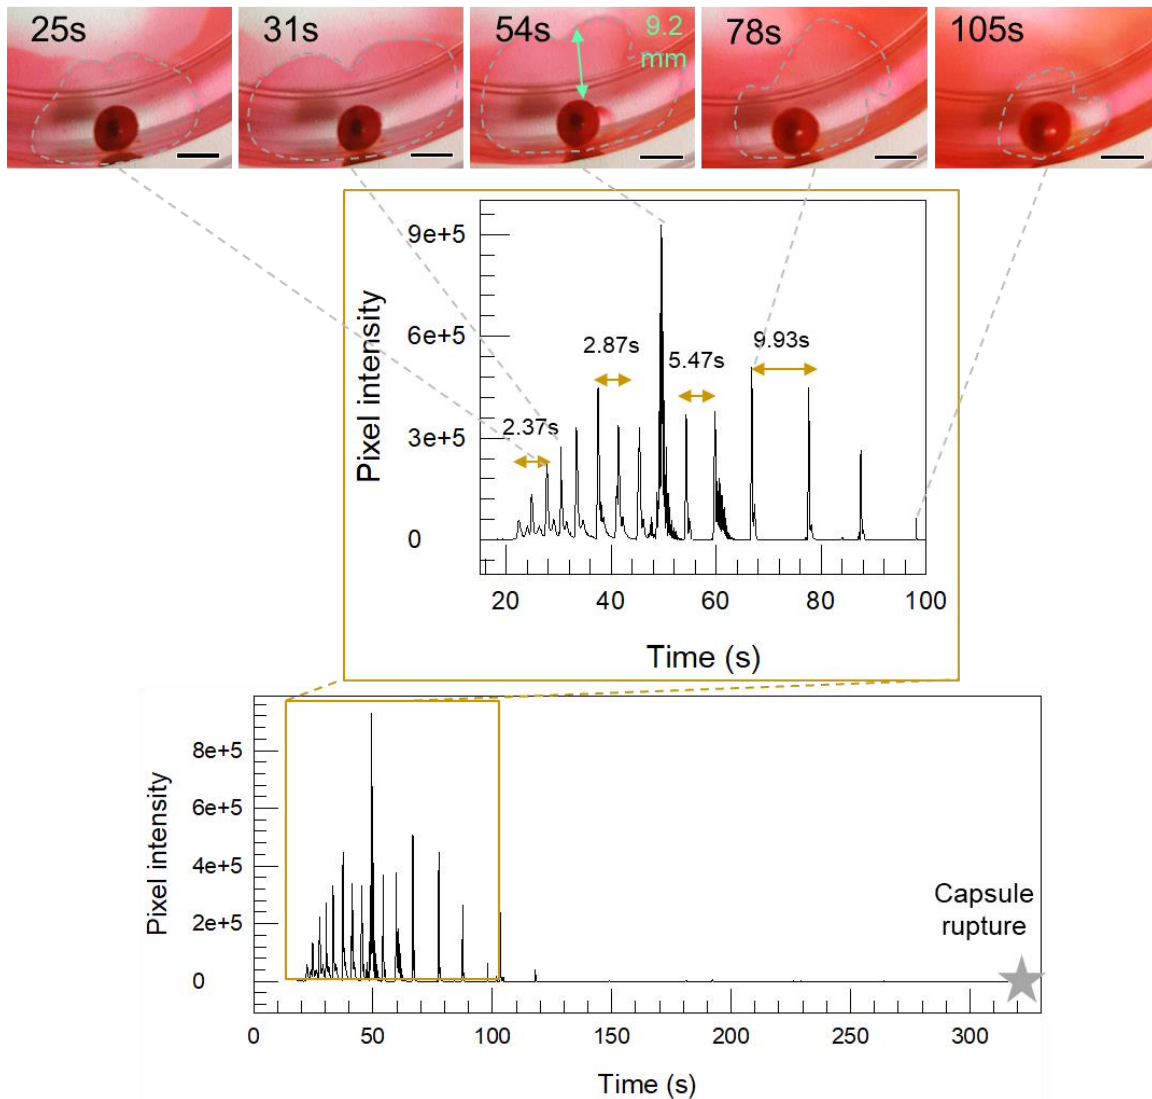 25s
31s
54s
9.2
mm
78s
105s
9e+5
6e+5
3e+5
0
Pixel intensity
2.37s
2.87s
5.47s
9.93s
20 40 60 80 100
Time (s)
8e+5
6e+5
4e+5
2e+5
0
Pixel intensity
Capsule
rupture
0 50 100 150 200 250 300
Time (s)